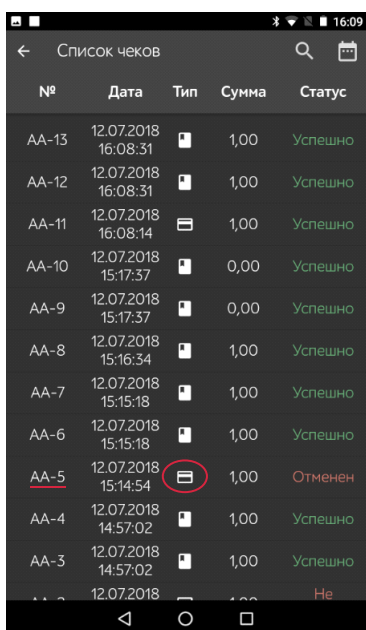 16:09
Список чеков
№ Дата Тип Сумма Статус
АА-13 12.07.2018 16:08:31 1,00 Успешно
АА-12 12.07.2018 16:08:31 1,00 Успешно
АА-11 12.07.2018 16:08:14 1,00 Успешно
АА-10 12.07.2018 15:17:37 0,00 Успешно
АА-9 12.07.2018 15:17:37 0,00 Успешно
АА-8 12.07.2018 15:16:34 1,00 Успешно
АА-7 12.07.2018 15:15:18 1,00 Успешно
АА-6 12.07.2018 15:15:18 1,00 Успешно
АА-5 12.07.2018 15:14:54 1,00 Отменен
АА-4 12.07.2018 14:57:02 1,00 Успешно
АА-3 12.07.2018 14:57:02 1,00 Успешно
12.07.2018 Не